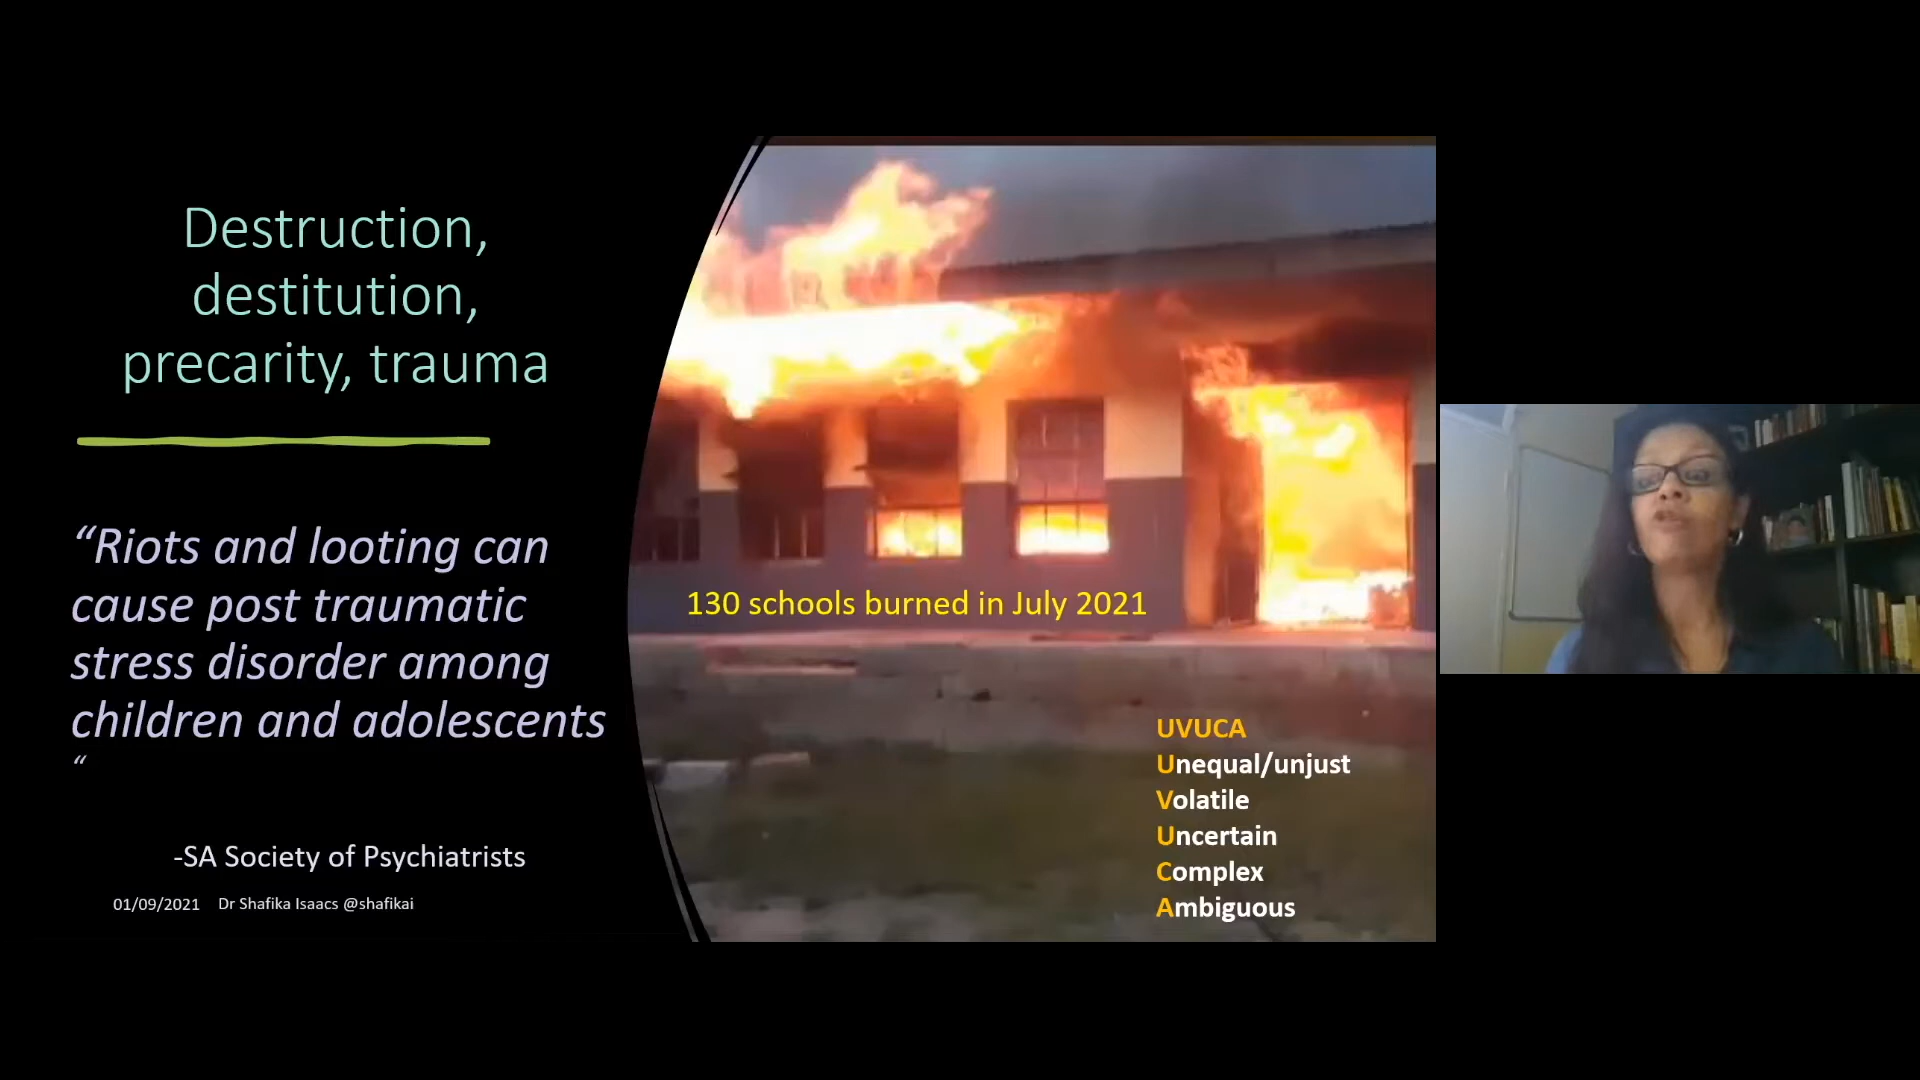 Destruction,
destitution,
precarity, trauma
“Riots and looting can
cause post traumatic
stress disorder among
children and adolescents
“
-SA Society of Psychiatrists
01/09/2021 Dr Shafika Isaacs @shafikai
130 schools burned in July 2021
UVUCA
Unequal/unjust
Volatile
Uncertain
Complex
Ambiguous